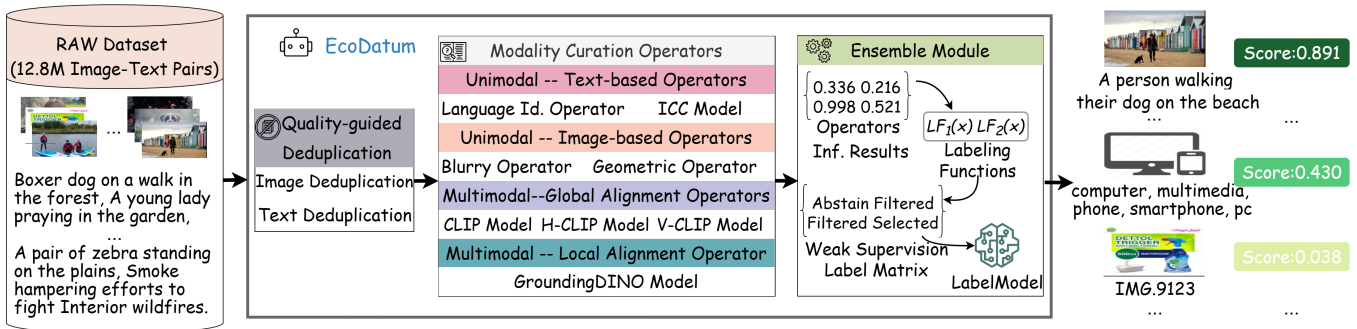 RAW Dataset
(12.8M Image-Text Pairs)
...
Boxer dog on a walk in
the forest, A young lady
praying in the garden,
...
A pair of zebra standing
on the plains, Smoke
hampering efforts to
fight Interior wildfires.
EcoDatum
Quality-guided
Deduplication
Image Deduplication
Text Deduplication
Modality Curation Operators
Unimodal -- Text-based Operators
Language Id. Operator ICC Model
Unimodal -- Image-based Operators
Blurry Operator Geometric Operator
Multimodal--Global Alignment Operators
CLIP Model H-CLIP Model V-CLIP Model
Multimodal -- Local Alignment Operator
GroundingDINO Model
Ensemble Module
0.336 0.216
0.998 0.521
Operators
Inf. Results
LF1(x) LF2(x)
Labeling
Functions
Abstain Filtered
Filtered Selected
Weak Supervision
Label Matrix
LabelModel
Score:0.891
A person walking
their dog on the beach
... ...
Score:0.430
computer, multimedia,
phone, smartphone, pc
DETTOL
TRIGGER
500ml
Score:0.038
IMG.9123
... ...